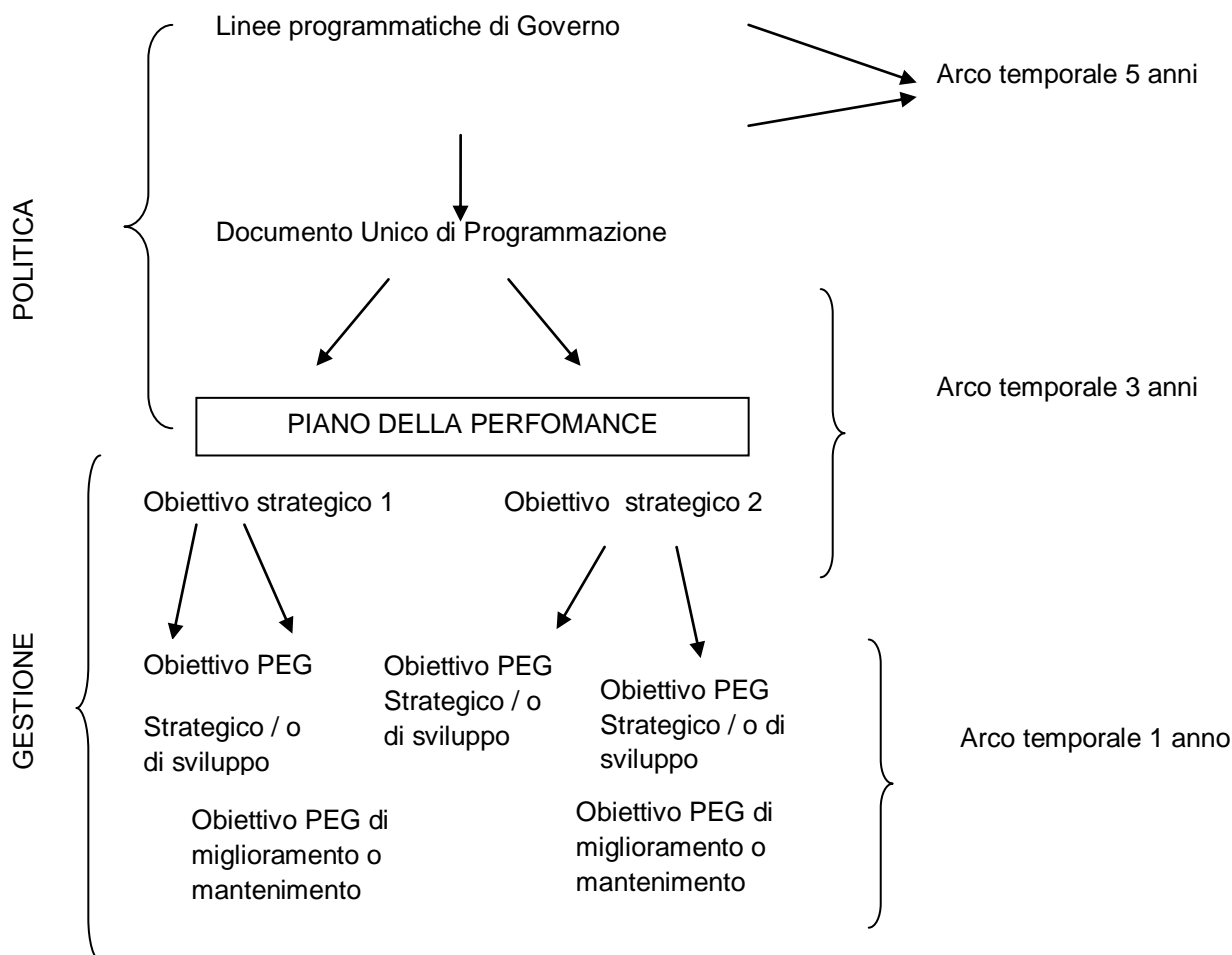 Linee programmatiche di Governo
Arco temporale 5 anni
POLITICA
Documento Unico di Programmazione
Arco temporale 3 anni
PIANO DELLA PERFOMANCE
Obiettivo strategico 1
Obiettivo strategico 2
GESTIONE
Obiettivo PEG
Strategico / o
di sviluppo
Obiettivo PEG
Strategico / o
di sviluppo
Obiettivo PEG
Strategico / o di
sviluppo
Arco temporale 1 anno
Obiettivo PEG di
miglioramento o
mantenimento
Obiettivo PEG di
miglioramento o
mantenimento